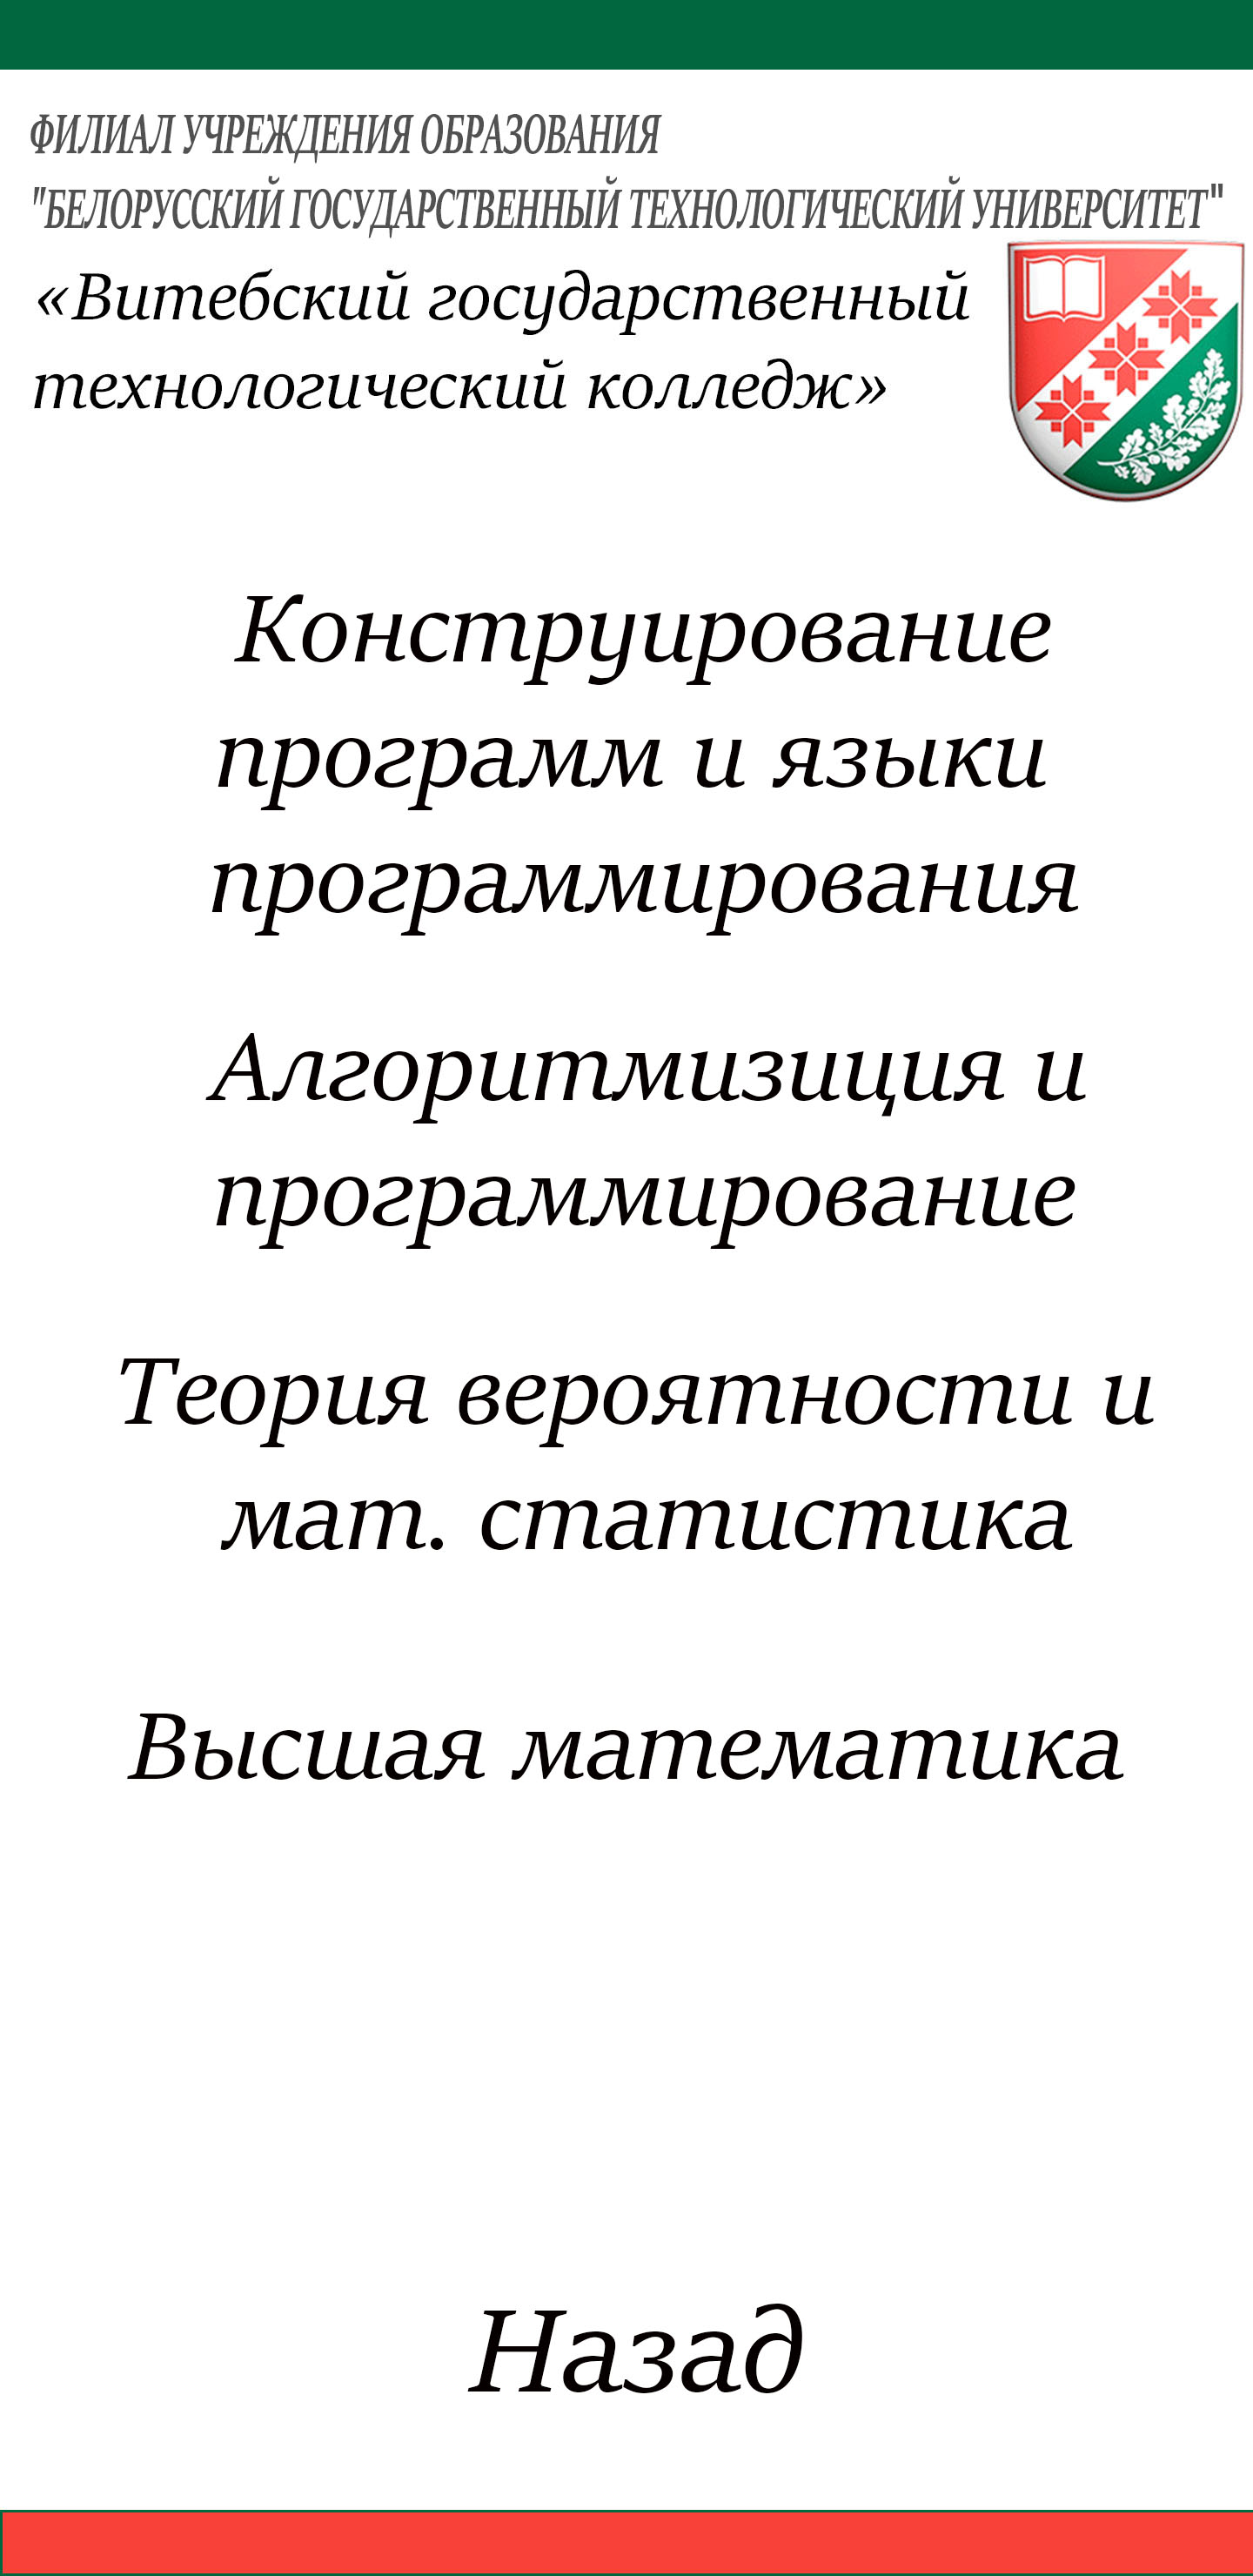 ФИЛИАЛ УЧРЕЖДЕНИЯ ОБРАЗОВАНИЯ
"БЕЛОРУССКИЙ ГОСУДАРСТВЕННЫЙ ТЕХНОЛОГИЧЕСКИЙ УНИВЕРСИТЕТ"
«Витебский государственный
технологический колледж»
Конструирование
программ и языки
программирования
Алгоритмизиция и
программирование
Теория вероятности и
мат. статистика
Высшая математика
Назад